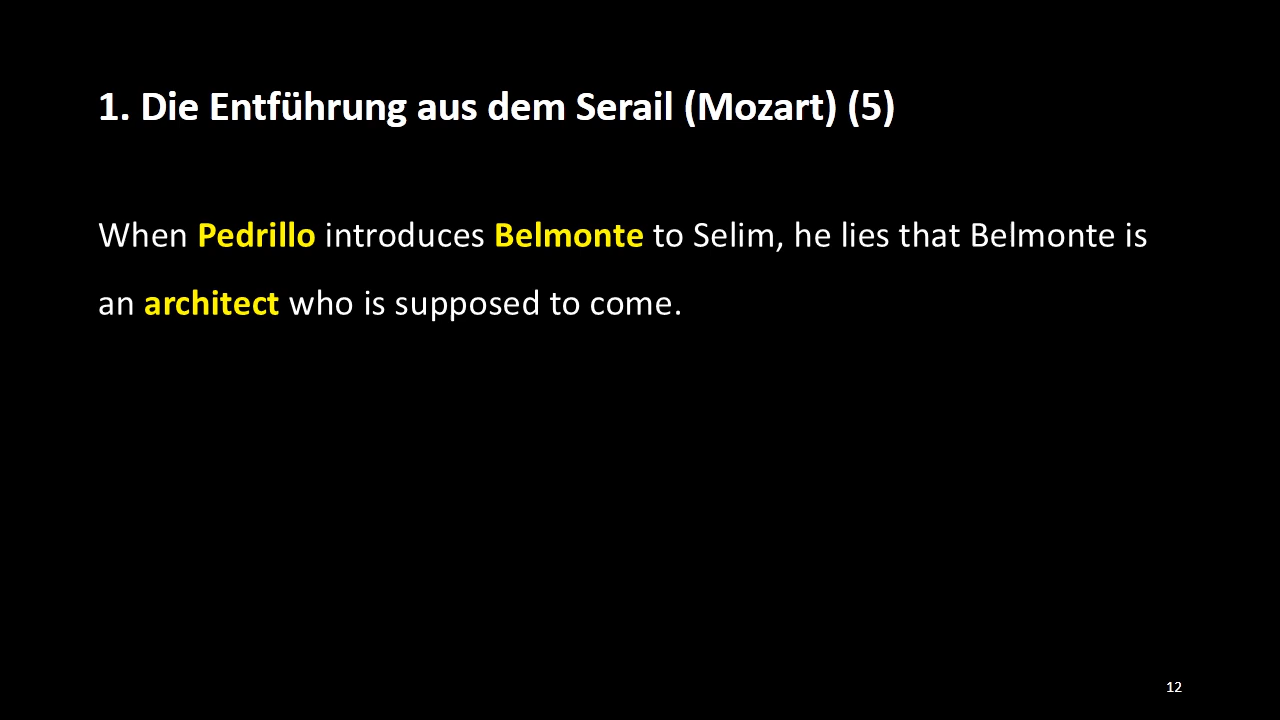 1. Die Entführung aus dem Serail (Mozart) (5)
When Pedrillo introduces Belmonte to Selim, he lies that Belmonte is
an architect who is supposed to come.
12